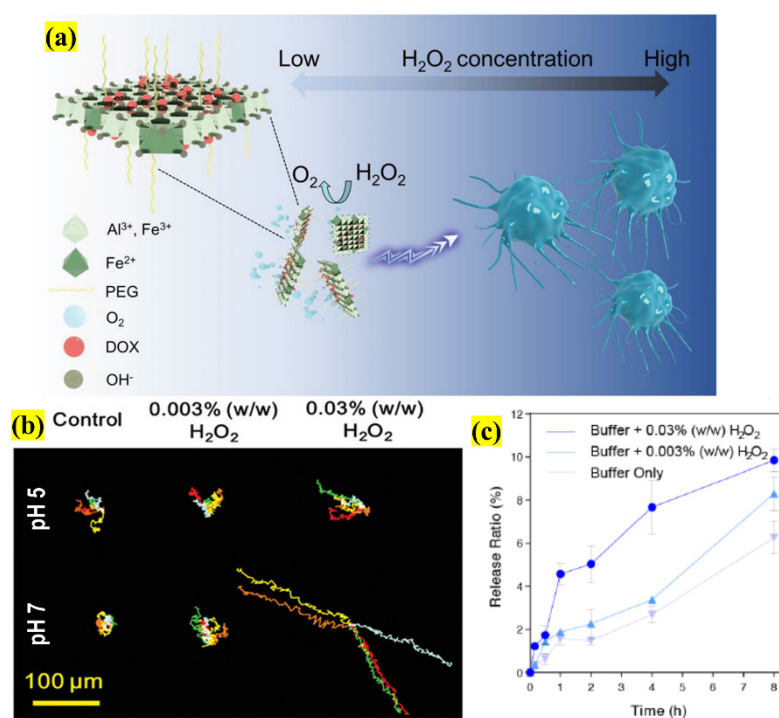 (a)
Low H₂O₂ concentration High
O₂ H₂O₂
Al³⁺, Fe³⁺
Fe²⁺
PEG
O₂
DOX
OH⁻
(b)
Control 0.003% (w/w) H₂O₂ 0.03% (w/w) H₂O₂
pH 5
pH 7
100 µm
(c)
Buffer + 0.03% (w/w) H₂O₂
Buffer + 0.003% (w/w) H₂O₂
Buffer Only
Release Ratio (%)
12
10
8
6
4
2
0
0 1 2 3 4 5 6 7 8
Time (h)